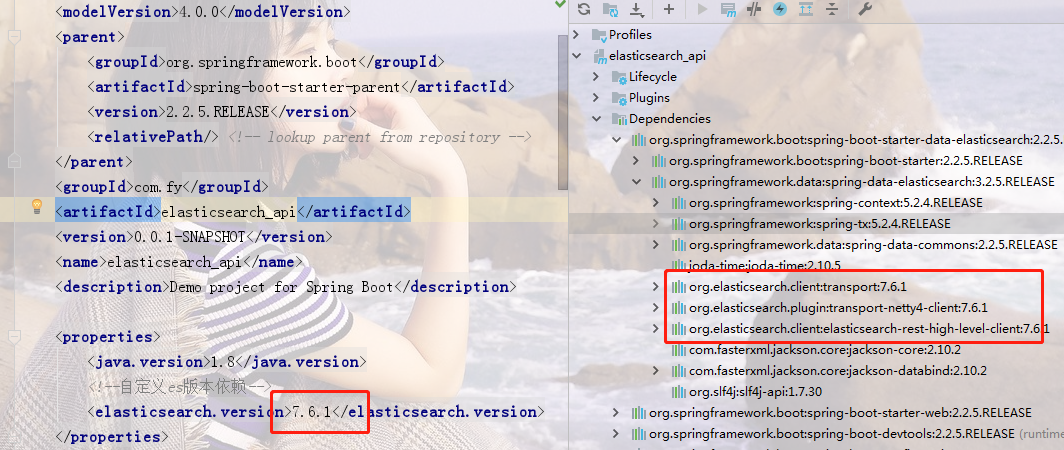 <modelVersion>4.0.0</modelVersion>
<parent>
<groupId>org.springframework.boot</groupId>
<artifactId>spring-boot-starter-parent</artifactId>
<version>2.2.5.RELEASE</version>
<relativePath/> <!-- lookup parent from repository -->
</parent>
<groupId>com.fy</groupId>
<artifactId>elasticsearch_api</artifactId>
<version>0.0.1-SNAPSHOT</version>
<name>elasticsearch_api</name>
<description>Demo project for Spring Boot</description>
<properties>
<java.version>1.8</java.version>
<!--自定义es版本依赖-->
<elasticsearch.version>7.6.1</elasticsearch.version>
</properties>
Profiles
elasticsearch_api
Lifecycle
Plugins
Dependencies
org.springframework.boot:spring-boot-starter-data-elasticsearch:2.2.5.
org.springframework.boot:spring-boot-starter:2.2.5.RELEASE
org.springframework.data:spring-data-elasticsearch:3.2.5.RELEASE
org.springframework:spring-context:5.2.4.RELEASE
org.springframework:spring-tx:5.2.4.RELEASE
org.springframework.data:spring-data-commons:2.2.5.RELEASE
joda-time:joda-time:2.10.5
org.elasticsearch.client:transport:7.6.1
org.elasticsearch.plugin:transport-netty4-client:7.6.1
org.elasticsearch.client:elasticsearch-rest-high-level-client:7.6.1
com.fasterxml.jackson.core:jackson-core:2.10.2
com.fasterxml.jackson.core:jackson-databind:2.10.2
org.slf4j:slf4j-api:1.7.30
org.springframework.boot:spring-boot-starter-web:2.2.5.RELEASE
org.springframework.boot:spring-boot-devtools:2.2.5.RELEASE (runtime